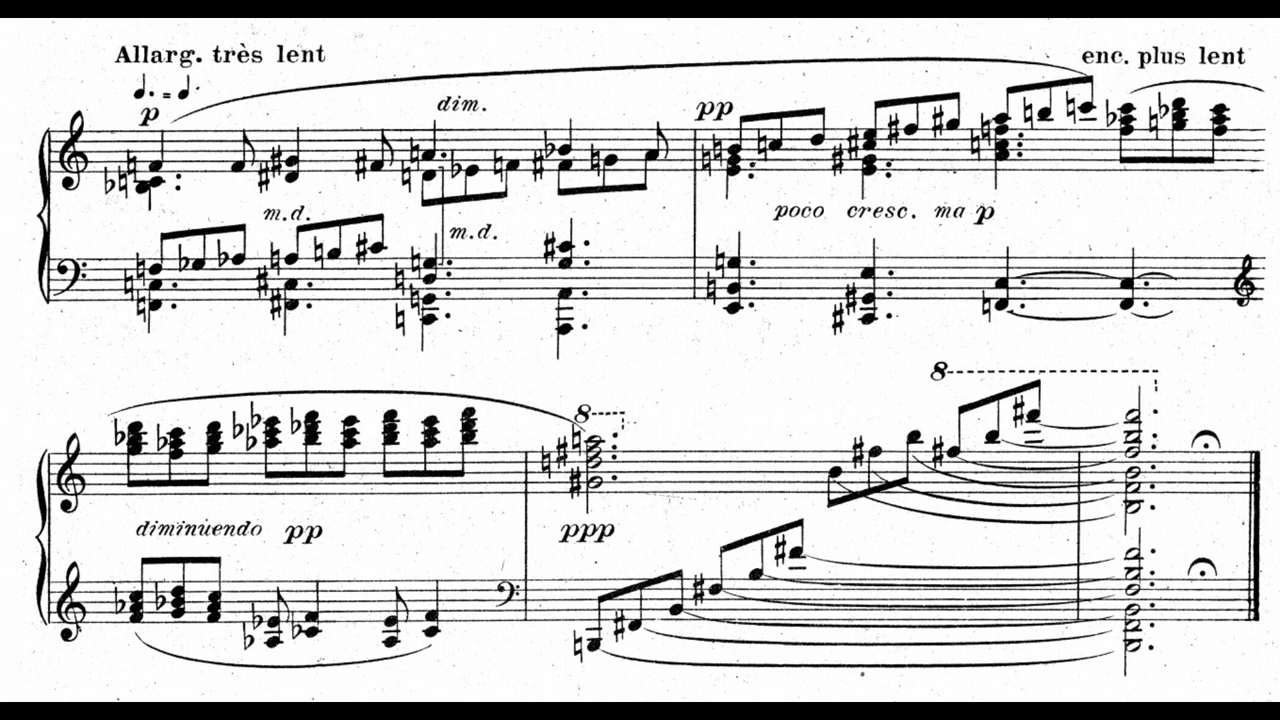 Allarg. très lent
enc. plus lent
p
dim.
pp
m.d.
poco cresc. ma p
m.d.
8
8
diminuendo pp
ppp